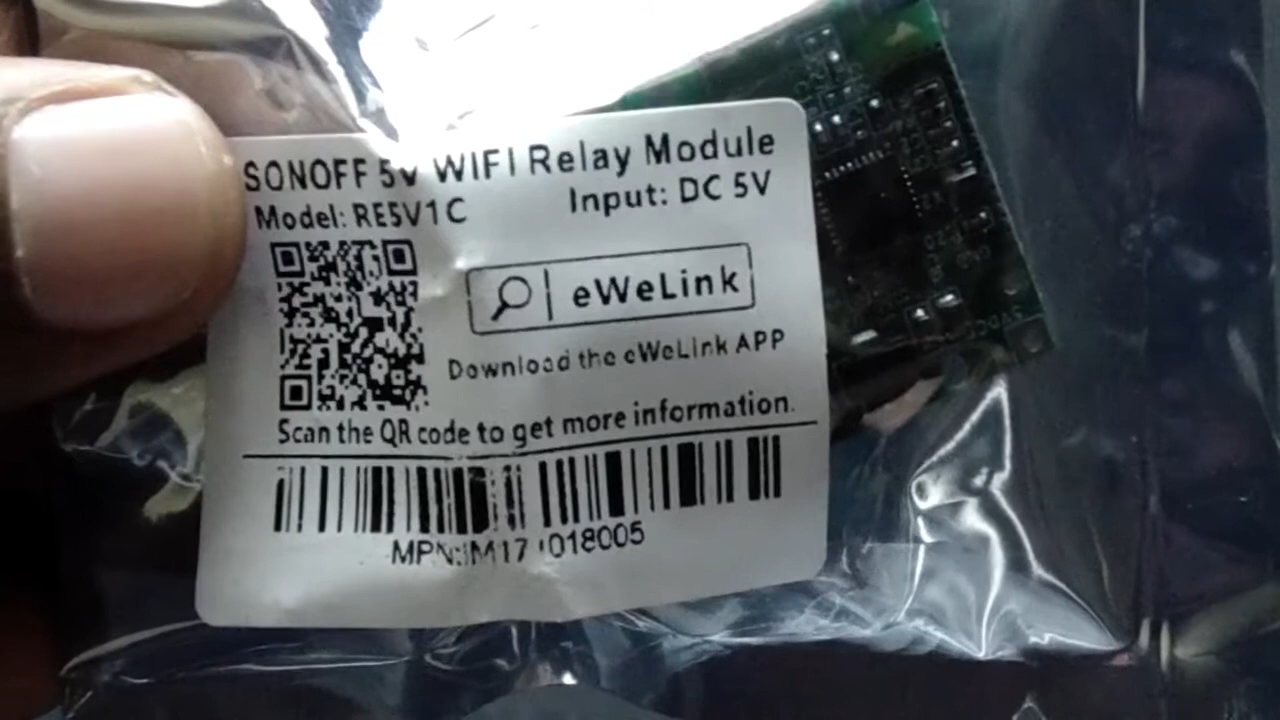 SONOFF 5V WIFI Relay Module
Model: RE5V1C
Input: DC 5V
eWeLink
Download the eWeLink APP
Scan the QR code to get more information.